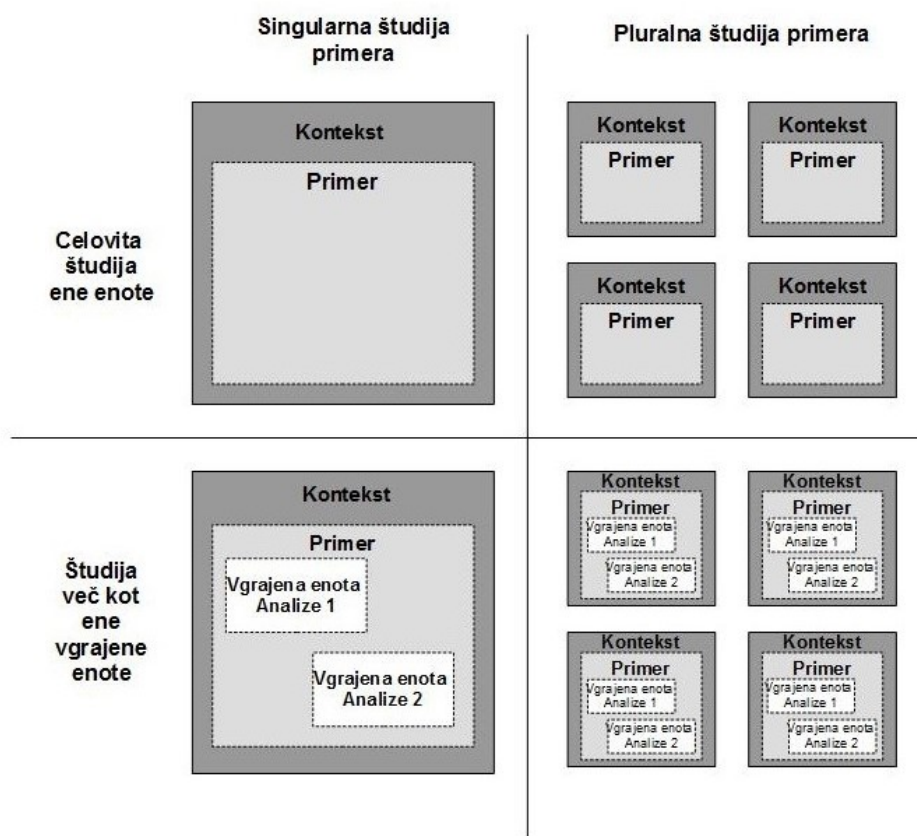 Singularna študija
primera
Pluralna študija primera
Celovita
študija
ene enote
Kontekst
Primer
Kontekst
Primer
Kontekst
Primer
Kontekst
Primer
Kontekst
Primer
Študija
več kot
ene
vgrajene
enote
Kontekst
Primer
Vgrajena enota
Analize 1
Vgrajena enota
Analize 2
Kontekst
Primer
Vgrajena enota
Analize 1
Vgrajena enota
Analize 2
Kontekst
Primer
Vgrajena enota
Analize 1
Vgrajena enota
Analize 2
Kontekst
Primer
Vgrajena enota
Analize 1
Vgrajena enota
Analize 2
Kontekst
Primer
Vgrajena enota
Analize 1
Vgrajena enota
Analize 2